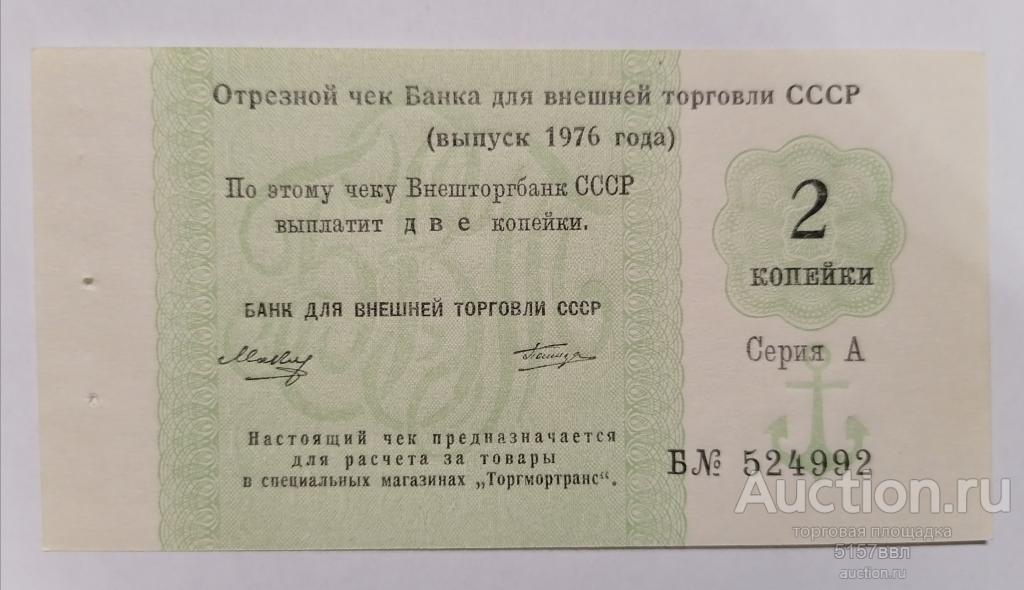 Отрезной чек Банка для внешней торговли СССР
(выпуск 1976 года)
По этому чеку Внешторгбанк СССР
выплатит две копейки.
2
КОПЕЙКИ
БАНК ДЛЯ ВНЕШНЕЙ ТОРГОВЛИ СССР
Серия А
Настоящий чек предназначается
для расчета за товары
в специальных магазинах „Торгмортранс“.
Б№ 524992
Auction.ru
торговая площадка
5157ввл
auction.ru